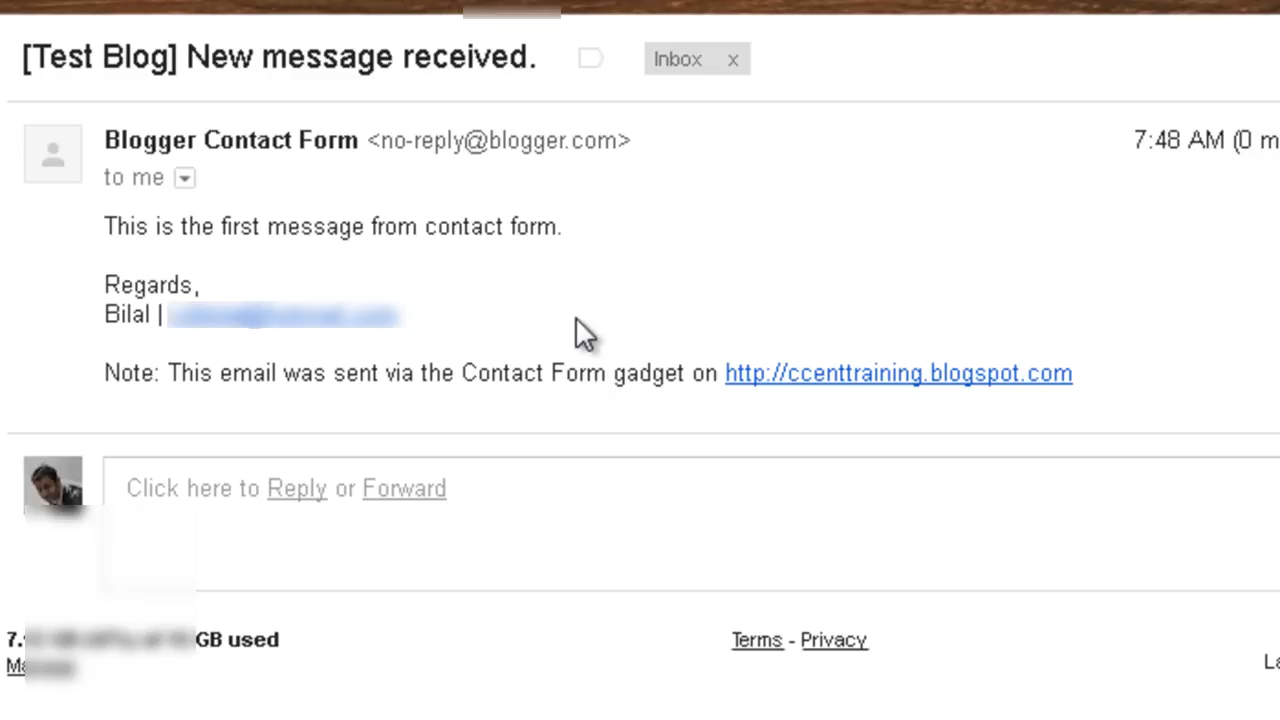 [Test Blog] New message received.
Inbox x
Blogger Contact Form <no-reply@blogger.com>
7:48 AM (0 m
to me
This is the first message from contact form.
Regards,
Bilal |
Note: This email was sent via the Contact Form gadget on http://ccenttraining.blogspot.com
Click here to Reply or Forward
GB used
Terms - Privacy